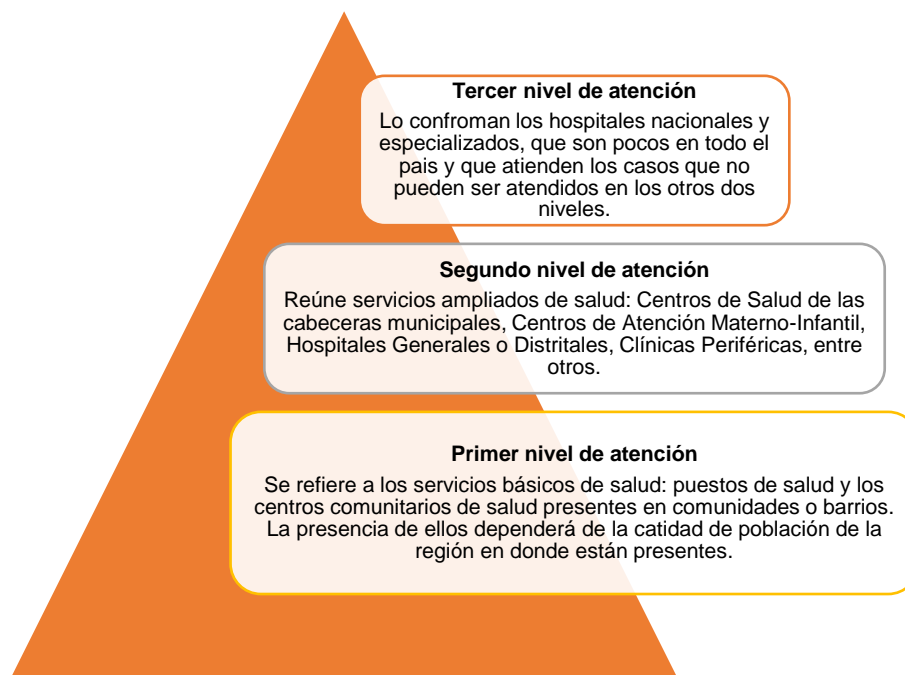 Tercer nivel de atención
Lo confroman los hospitales nacionales y
especializados, que son pocos en todo el
pais y que atienden los casos que no
pueden ser atendidos en los otros dos
niveles.
Segundo nivel de atención
Reúne servicios ampliados de salud: Centros de Salud de las
cabeceras municipales, Centros de Atención Materno-Infantil,
Hospitales Generales o Distritales, Clínicas Periféricas, entre
otros.
Primer nivel de atención
Se refiere a los servicios básicos de salud: puestos de salud y los
centros comunitarios de salud presentes en comunidades o barrios.
La presencia de ellos dependerá de la catidad de población de la
región en donde están presentes.